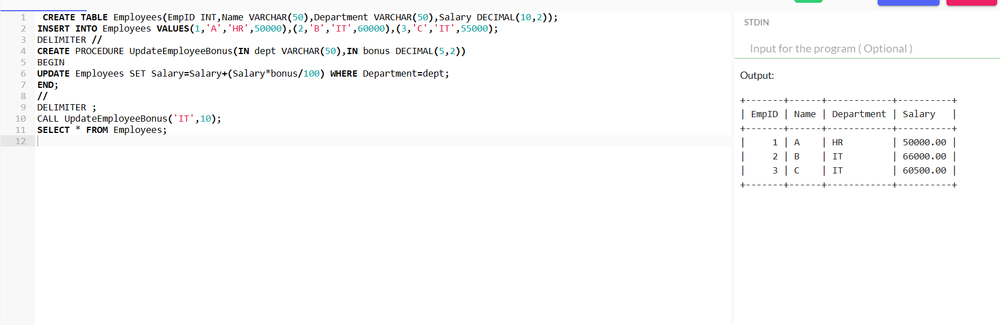 1 CREATE TABLE Employees(EmpID INT,Name VARCHAR(50),Department VARCHAR(50),Salary DECIMAL(10,2));
2 INSERT INTO Employees VALUES(1,'A','HR',50000),(2,'B','IT',60000),(3,'C','IT',55000);
3 DELIMITER //
4 CREATE PROCEDURE UpdateEmployeeBonus(IN dept VARCHAR(50),IN bonus DECIMAL(5,2))
5 BEGIN
6 UPDATE Employees SET Salary=Salary+(Salary*bonus/100) WHERE Department=dept;
7 END;
8 //
9 DELIMITER ;
10 CALL UpdateEmployeeBonus('IT',10);
11 SELECT * FROM Employees;
12
STDIN
Input for the program ( Optional )
Output:
+-------+------+------------+----------+
| EmpID | Name | Department | Salary   |
+-------+------+------------+----------+
|     1 | A    | HR         | 50000.00 |
|     2 | B    | IT         | 66000.00 |
|     3 | C    | IT         | 60500.00 |
+-------+------+------------+----------+